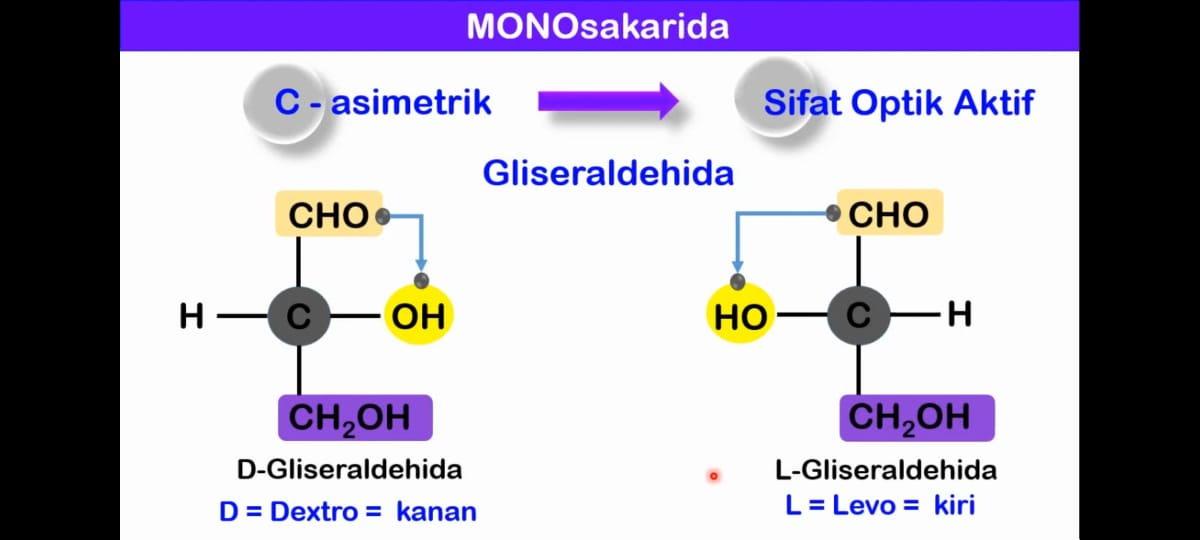 MONOsakarida
C - asimetrik
Sifat Optik Aktif
Gliseraldehida
CHO
H
C
OH
CH₂OH
D-Gliseraldehida
D = Dextro = kanan
CHO
HO
C
H
CH₂OH
L-Gliseraldehida
L = Levo = kiri